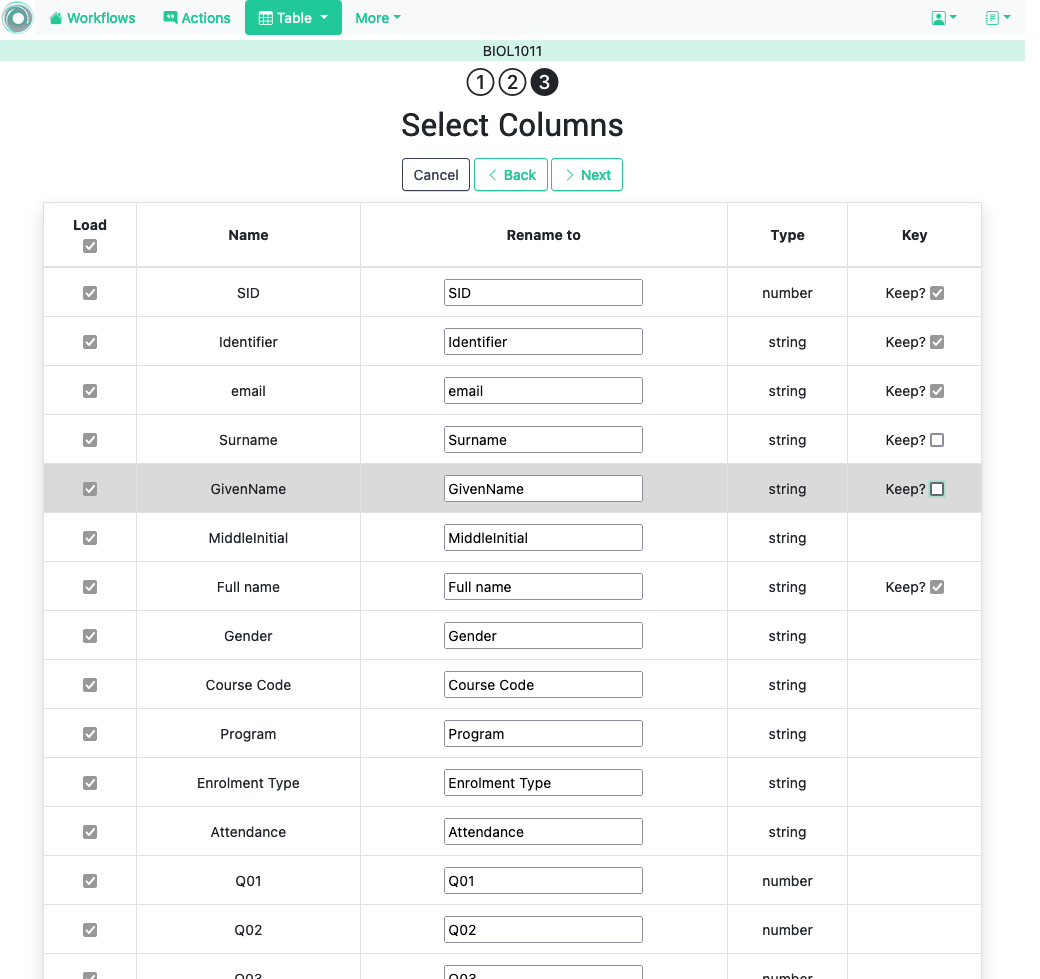 Workflows Actions Table More
BIOL1011
1 2 3
Select Columns
Cancel Back Next
Load Name Rename to Type Key
SID SID number Keep?
Identifier Identifier string Keep?
email email string Keep?
Surname Surname string Keep?
GivenName GivenName string Keep?
MiddleInitial MiddleInitial string
Full name Full name string Keep?
Gender Gender string
Course Code Course Code string
Program Program string
Enrolment Type Enrolment Type string
Attendance Attendance string
Q01 Q01 number
Q02 Q02 number
Q03 Q03 number